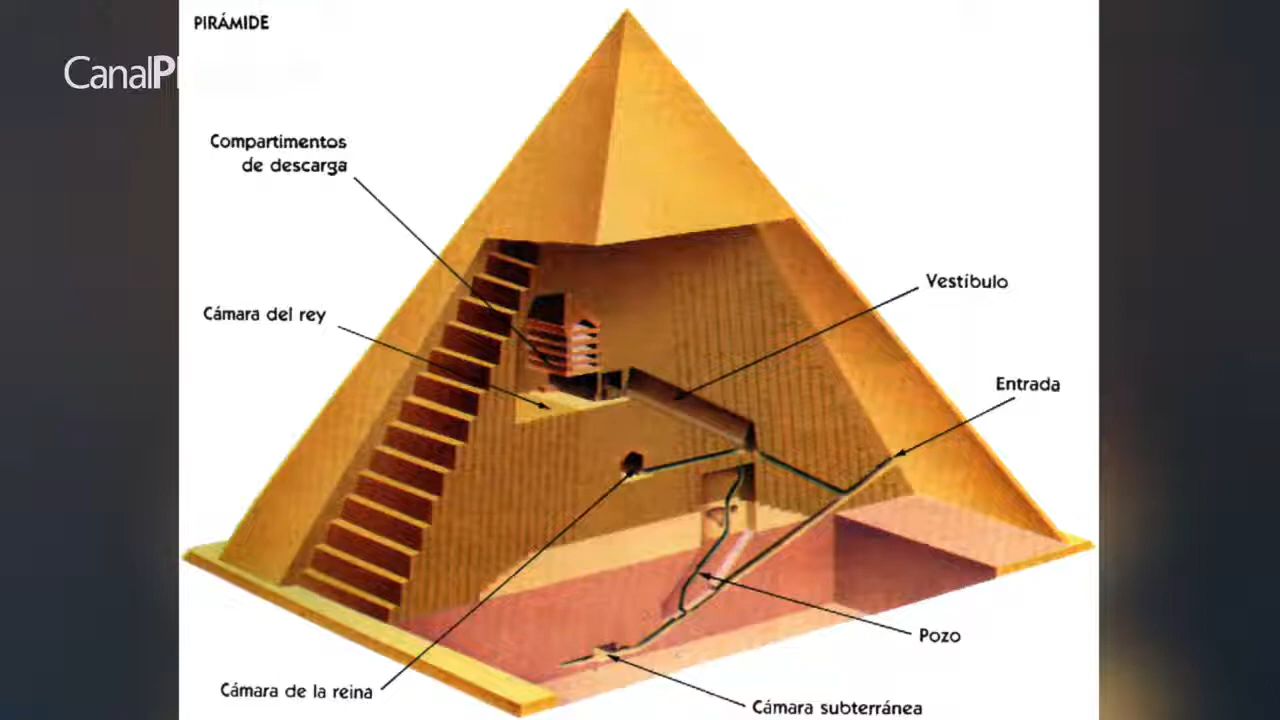 PIRÁMIDE
Compartimentos
de descarga
Cámara del rey
Vestíbulo
Entrada
Pozo
Cámara de la reina
Cámara subterránea